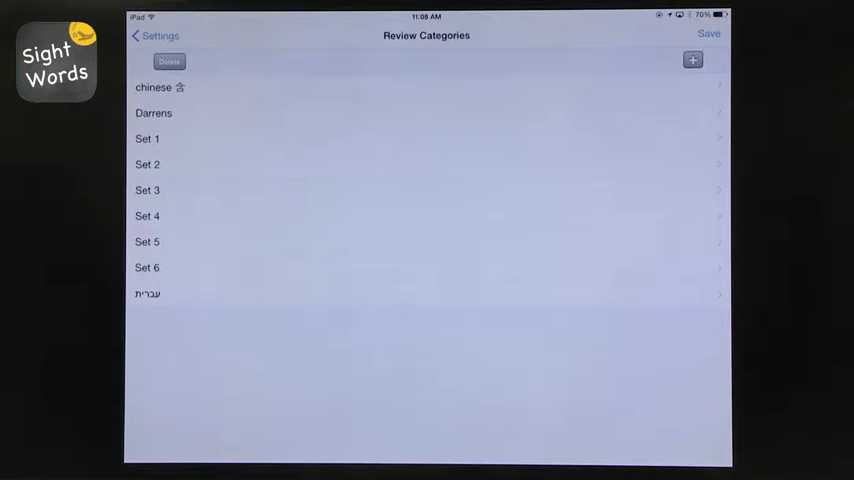 Sight
Words
iPad
11:08 AM
70%
Settings
Review Categories
Save
Delete
+
chinese 含
Darrens
Set 1
Set 2
Set 3
Set 4
Set 5
Set 6
עברית